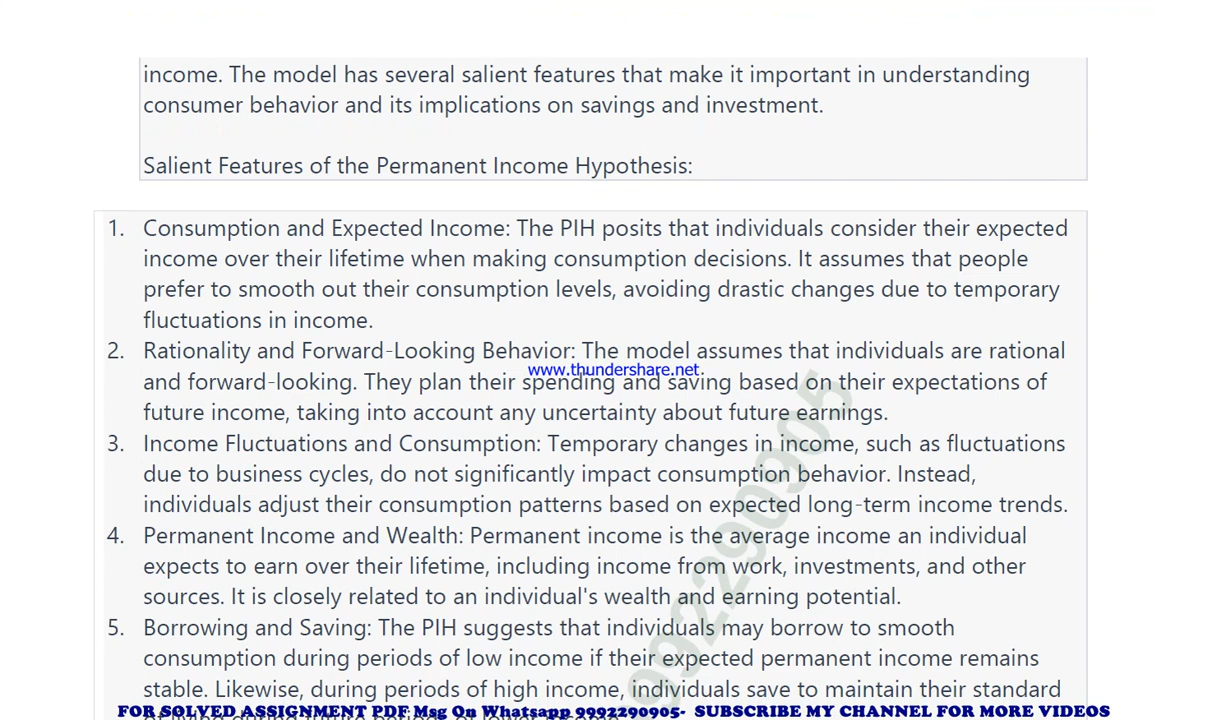 income. The model has several salient features that make it important in understanding
consumer behavior and its implications on savings and investment.
Salient Features of the Permanent Income Hypothesis:
1. Consumption and Expected Income: The PIH posits that individuals consider their expected
income over their lifetime when making consumption decisions. It assumes that people
prefer to smooth out their consumption levels, avoiding drastic changes due to temporary
fluctuations in income.
2. Rationality and Forward-Looking Behavior: The model assumes that individuals are rational
www.thundershare.net
and forward-looking. They plan their spending and saving based on their expectations of
future income, taking into account any uncertainty about future earnings.
3. Income Fluctuations and Consumption: Temporary changes in income, such as fluctuations
due to business cycles, do not significantly impact consumption behavior. Instead,
individuals adjust their consumption patterns based on expected long-term income trends.
4. Permanent Income and Wealth: Permanent income is the average income an individual
expects to earn over their lifetime, including income from work, investments, and other
sources. It is closely related to an individual's wealth and earning potential.
5. Borrowing and Saving: The PIH suggests that individuals may borrow to smooth
consumption during periods of low income if their expected permanent income remains
stable. Likewise, during periods of high income, individuals save to maintain their standard
9992290905
FOR SOLVED ASSIGNMENT PDF Msg On Whatsapp 9992290905- SUBSCRIBE MY CHANNEL FOR MORE VIDEOS